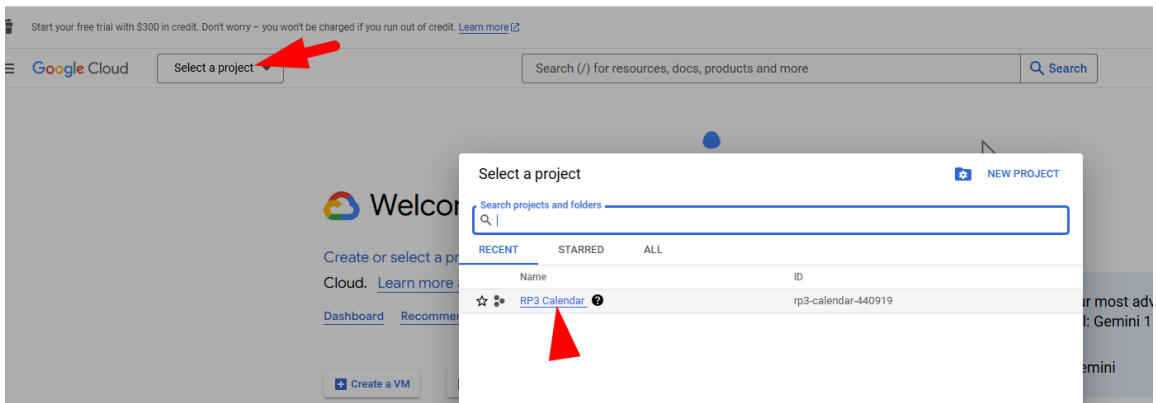 Start your free trial with $300 in credit. Don't worry – you won't be charged if you run out of credit. Learn more
Google Cloud
Select a project
Search (/) for resources, docs, products and more
Search
Select a project
NEW PROJECT
Welcom
Search projects and folders
RECENT STARRED ALL
Create or select a pr
Name ID
Cloud. Learn more
RP3 Calendar
rp3-calendar-440919
ur most adv
Dashboard Recommen
l: Gemini 1
emini
Create a VM